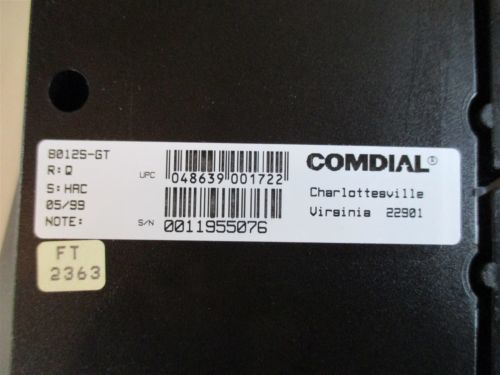 8012S-GT
R:Q
S:HAC
05/99
NOTE:
UPC
048639 001722
S/N
0011955076
COMDIAL®
Charlottesville
Virginia 22901
FT
2363